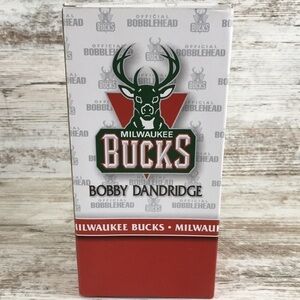 OFFICIAL
BOBBLEHEAD
MILWAUKEE
BUCKS
BOBBY DANDRIDGE
MILWAUKEE BUCKS • MILWAU